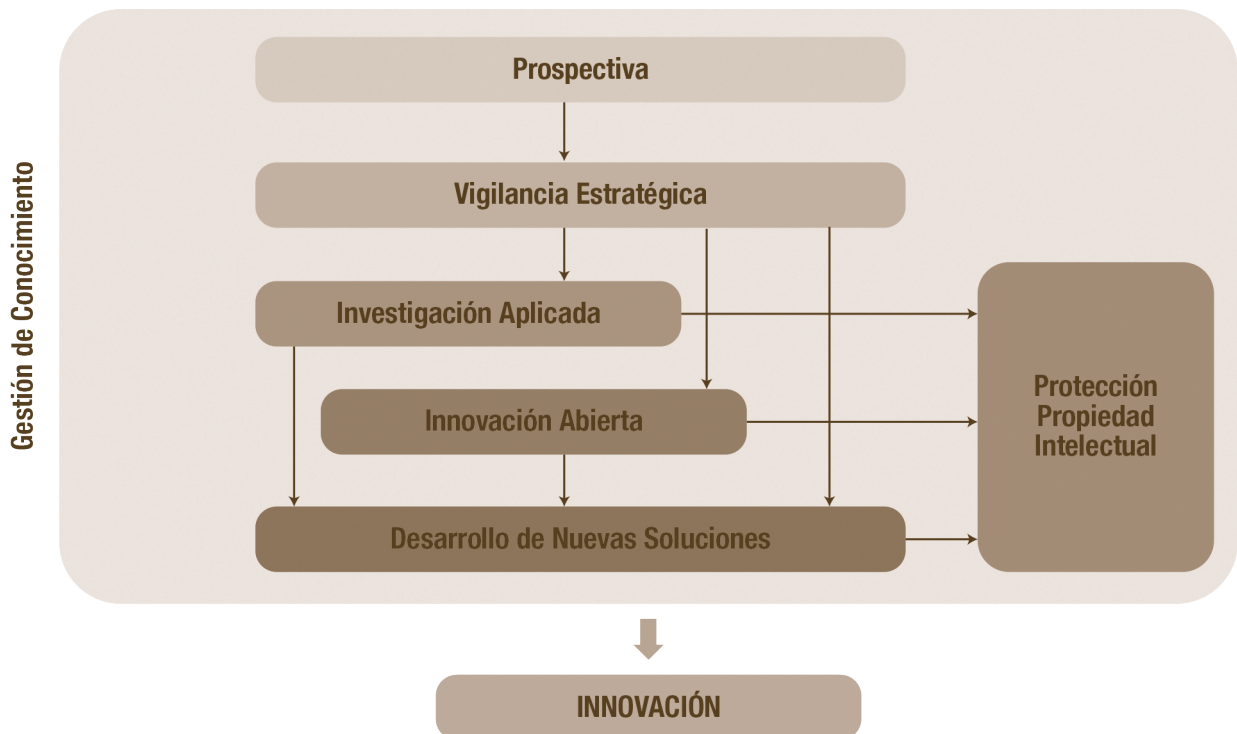 Gestión de Conocimiento
Prospectiva
Vigilancia Estratégica
Investigación Aplicada
Innovación Abierta
Desarrollo de Nuevas Soluciones
Protección
Propiedad
Intelectual
INNOVACIÓN